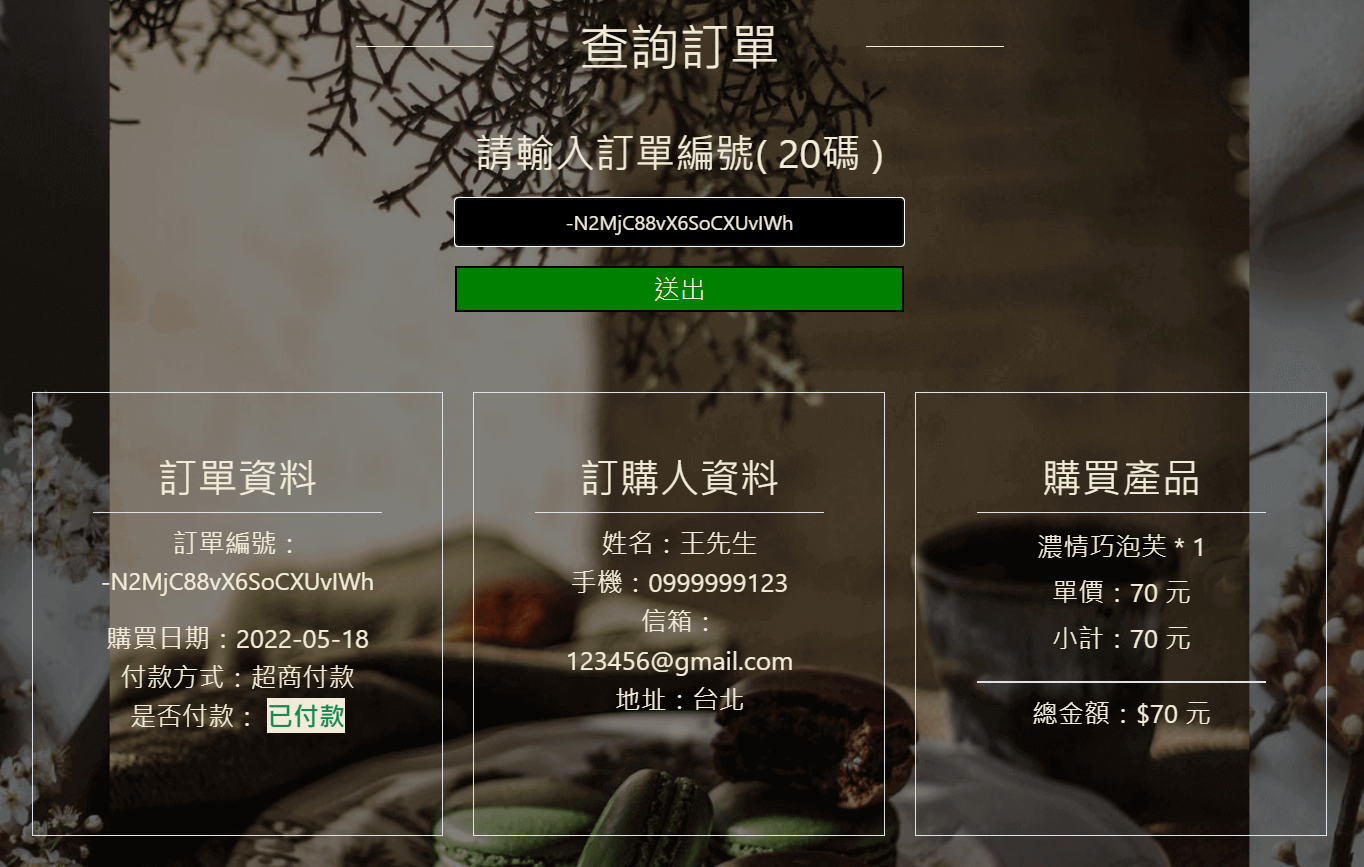 查詢訂單
請輸入訂單編號( 20碼 )
-N2MjC88vX6SoCXUvIWh
送出
訂單資料
訂單編號：
-N2MjC88vX6SoCXUvIWh
購買日期：2022-05-18
付款方式：超商付款
是否付款： 已付款
訂購人資料
姓名：王先生
手機：0999999123
信箱：
123456@gmail.com
地址：台北
購買產品
濃情巧泡芙 * 1
單價：70 元
小計：70 元
總金額：$70 元